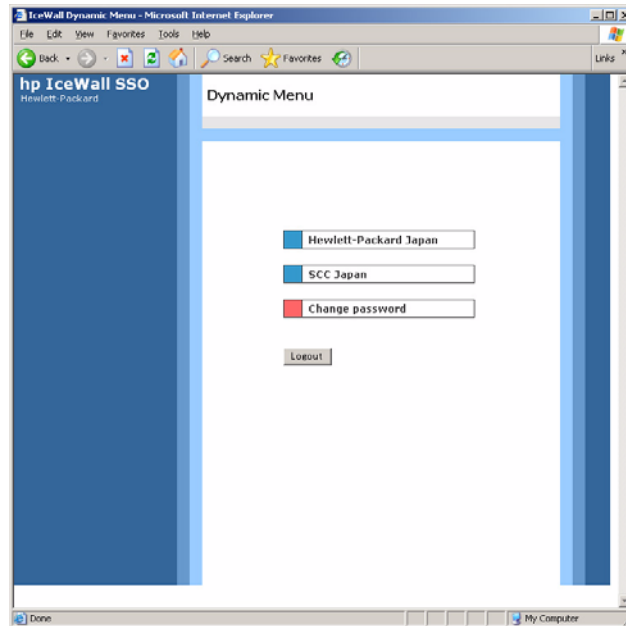 IceWall Dynamic Menu - Microsoft Internet Explorer
File Edit View Favorites Tools Help
Back Search Favorites Links
hp IceWall SSO
Hewlett-Packard
Dynamic Menu
Hewlett-Packard Japan
SCC Japan
Change password
Logout
Done My Computer